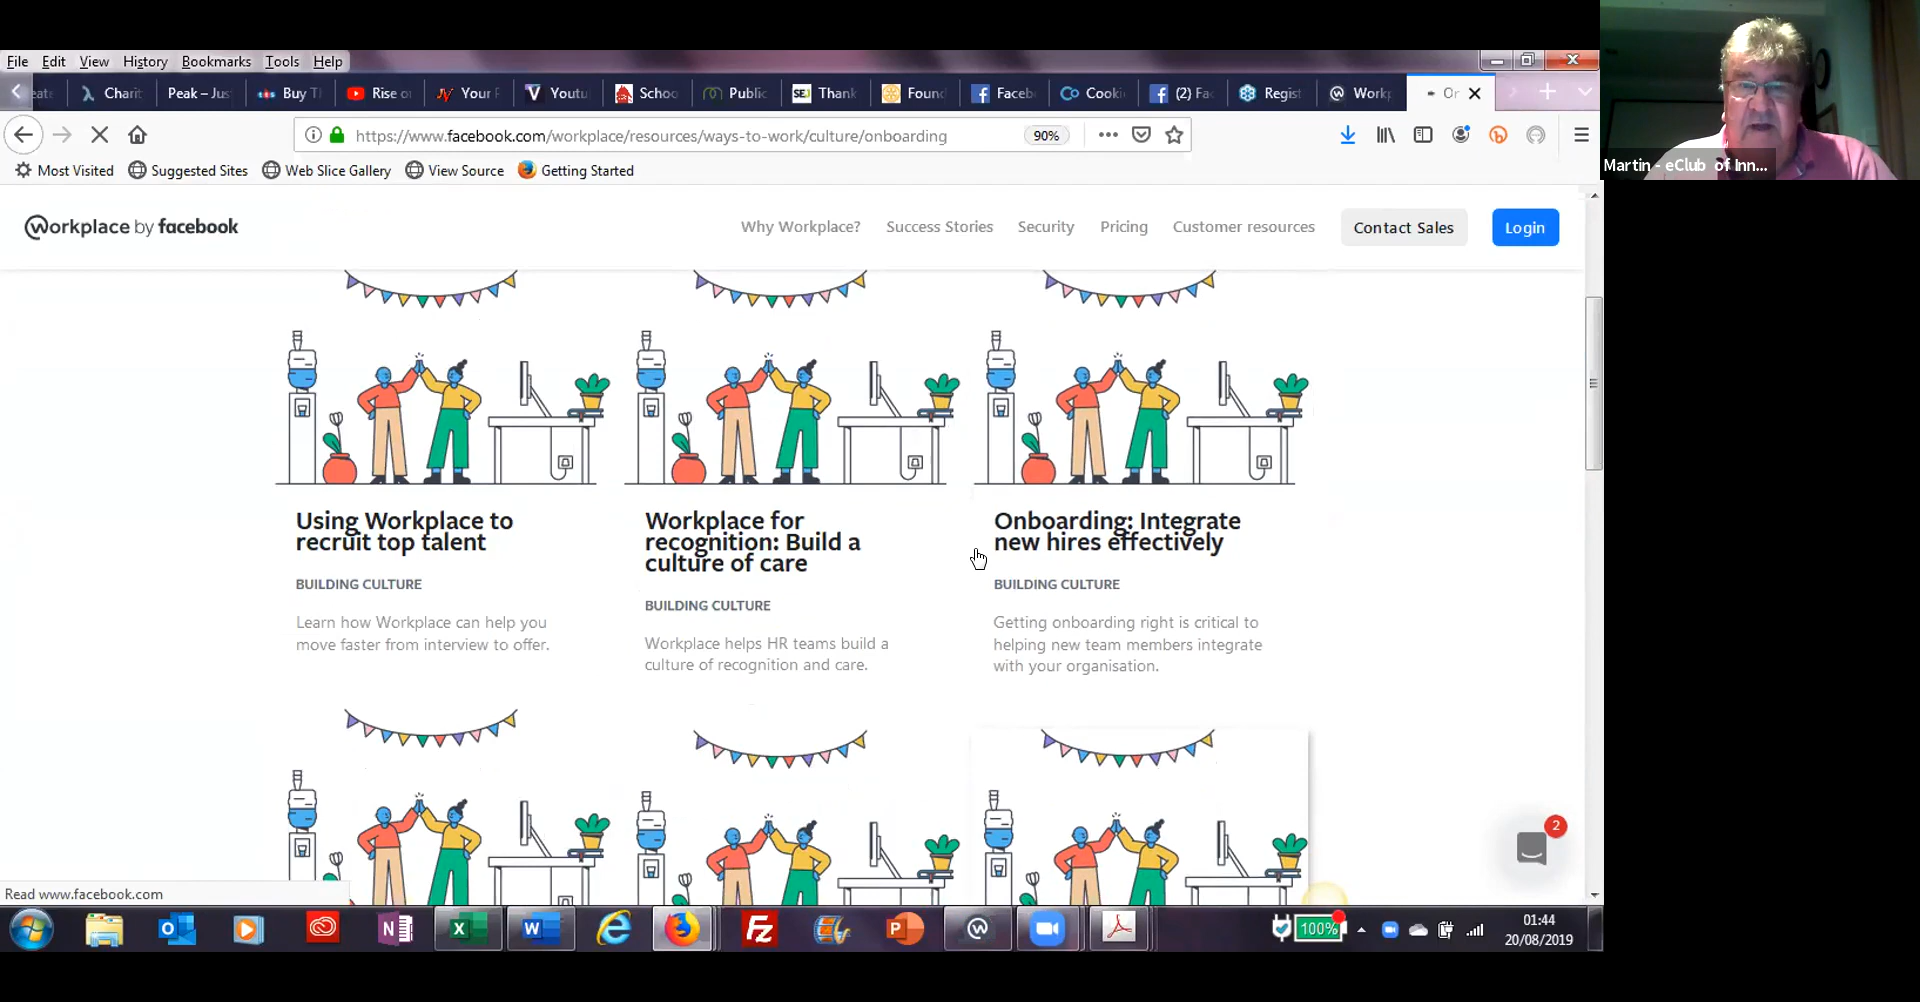 File Edit View History Bookmarks Tools Help
Charit
Peak – Jus
Buy T
Rise o
Your F
Youtu
Schoo
Public
Thank
Found
Faceb
Cooki
(2) Fac
Regist
Workp
Or
https://www.facebook.com/workplace/resources/ways-to-work/culture/onboarding 90%
Most Visited Suggested Sites Web Slice Gallery View Source Getting Started
Martin - eClub of Inn...
Workplace by facebook Why Workplace? Success Stories Security Pricing Customer resources Contact Sales Login
Using Workplace to
recruit top talent
BUILDING CULTURE
Learn how Workplace can help you
move faster from interview to offer.
Workplace for
recognition: Build a
culture of care
BUILDING CULTURE
Workplace helps HR teams build a
culture of recognition and care.
Onboarding: Integrate
new hires effectively
BUILDING CULTURE
Getting onboarding right is critical to
helping new team members integrate
with your organisation.
2
Read www.facebook.com
100%
01:44
20/08/2019